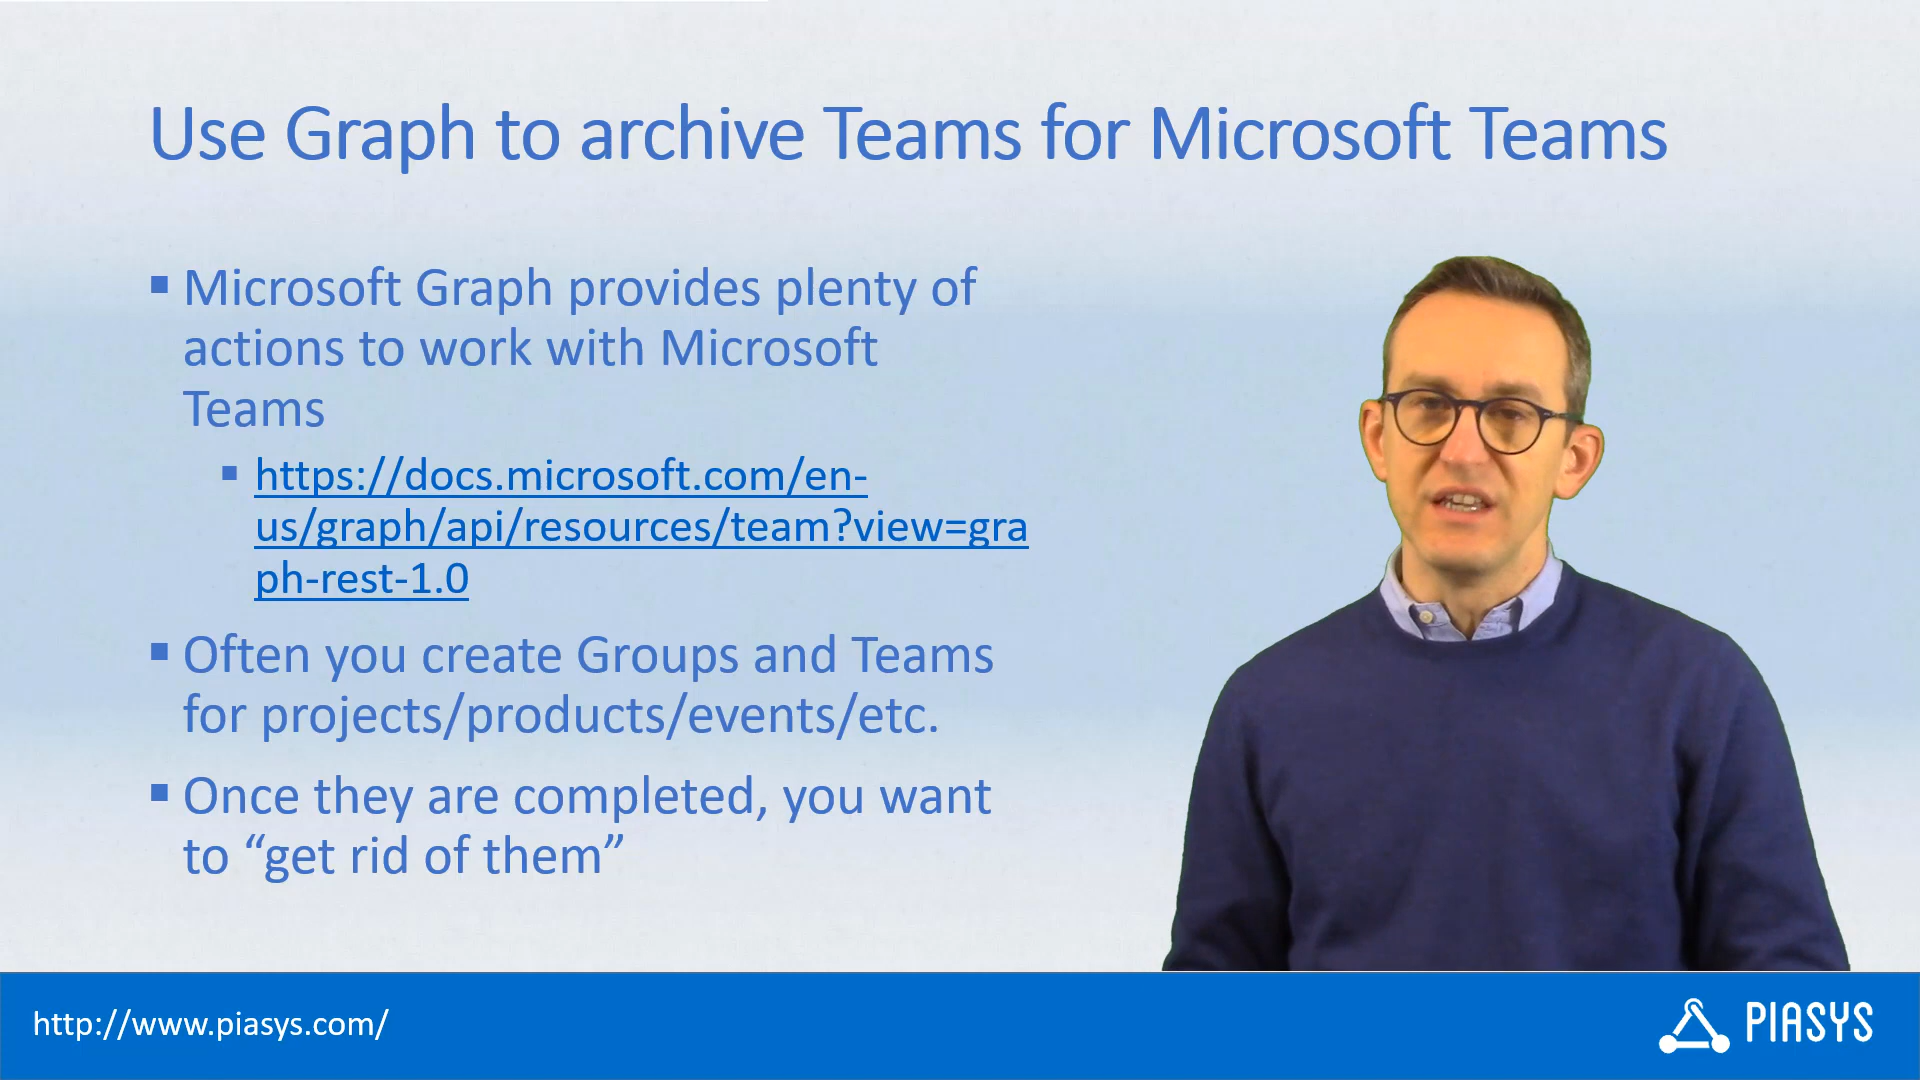 Use Graph to archive Teams for Microsoft Teams
Microsoft Graph provides plenty of
actions to work with Microsoft
Teams
https://docs.microsoft.com/en-
us/graph/api/resources/team?view=gra
ph-rest-1.0
Often you create Groups and Teams
for projects/products/events/etc.
Once they are completed, you want
to “get rid of them”
http://www.piasys.com/
PIASYS